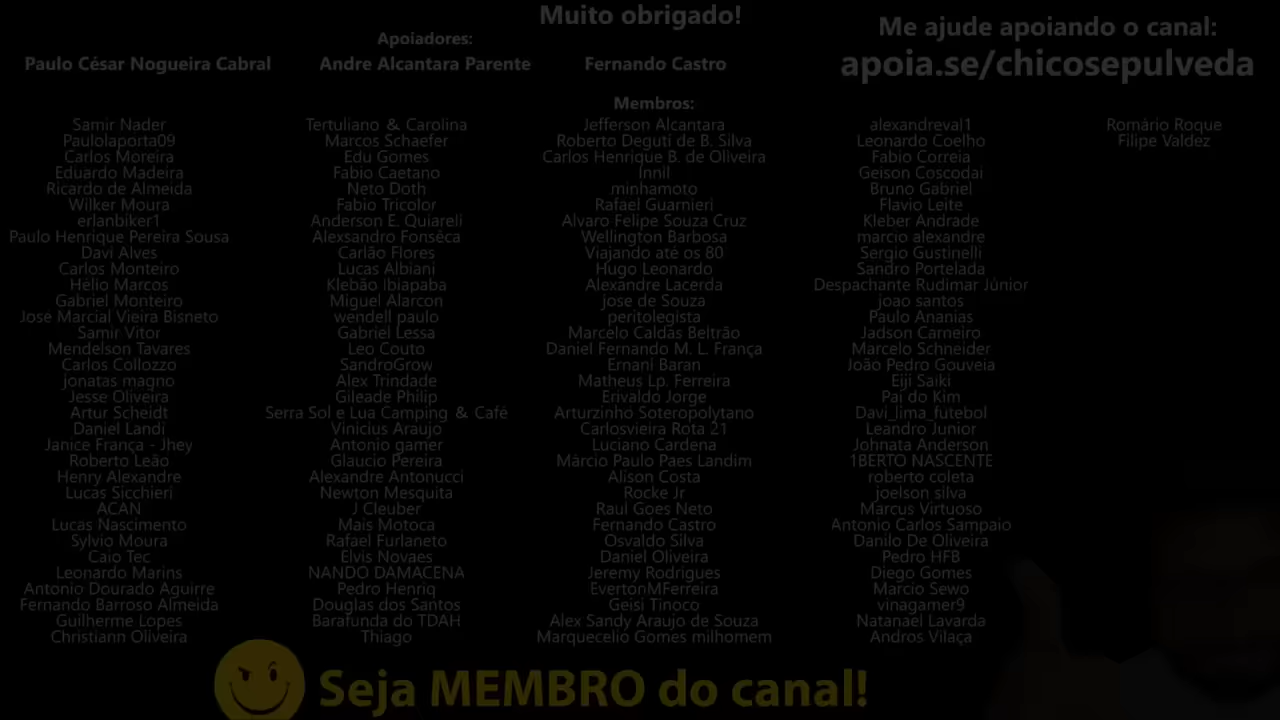 Muito obrigado!
Me ajude apoiando o canal:
apoia.se/chicosepulveda
Apoiadores:
Paulo César Nogueira Cabral
Andre Alcantara Parente
Fernando Castro
Membros:
Samir Nader
Paulolaporta09
Carlos Moreira
Eduardo Madeira
Ricardo de Almeida
Wilker Moura
erlanbiker1
Paulo Henrique Pereira Sousa
Davi Alves
Carlos Monteiro
Hélio Marcos
Gabriel Monteiro
Jose Marcial Vieira Bisneto
Samir Vitor
Mendelson Tavares
Carlos Collozzo
jonatas magno
Jesse Oliveira
Artur Scheidt
Daniel Landi
Janice França - Jhey
Roberto Leão
Henry Alexandre
Lucas Sicchieri
ACAN
Lucas Nascimento
Sylvio Moura
Caio Tec
Leonardo Marins
Antonio Dourado Aguirre
Fernando Barroso Almeida
Guilherme Lopes
Christiann Oliveira
Tertuliano & Carolina
Marcos Schaefer
Edu Gomes
Fabio Caetano
Neto Doth
Fabio Tricolor
Anderson E. Quiareli
Alexsandro Fonsêca
Carlão Flores
Lucas Albiani
Klebão Ibiapaba
Miguel Alarcon
wendell paulo
Gabriel Lessa
Leo Couto
SandroGrow
Alex Trindade
Gileade Philip
Serra Sol e Lua Camping & Café
Vinicius Araujo
Antonio gamer
Glaucio Pereira
Alexandre Antonucci
Newton Mesquita
J Cleuber
Mais Motoca
Rafael Furlaneto
Elvis Novaes
NANDO DAMACENA
Pedro Henriq
Douglas dos Santos
Barafunda do TDAH
Thiago
Jefferson Alcantara
Roberto Deguti de B. Silva
Carlos Henrique B. de Oliveira
Innil
minhamoto
Rafael Guarnieri
Alvaro Felipe Souza Cruz
Wellington Barbosa
Viajando até os 80
Hugo Leonardo
Alexandre Lacerda
jose de Souza
peritolegista
Marcelo Caldas Beltrão
Daniel Fernando M. L. França
Ernani Baran
Matheus Lp. Ferreira
Erivaldo Jorge
Arturzinho Soteropolytano
Carlosvieira Rota 21
Luciano Cardena
Márcio Paulo Paes Landim
Alison Costa
Rocke Jr
Raul Goes Neto
Fernando Castro
Osvaldo Silva
Daniel Oliveira
Jeremy Rodrigues
EvertonMFerreira
Geisi Tinoco
Alex Sandy Araujo de Souza
Marquecelio Gomes milhomem
alexandreval1
Leonardo Coelho
Fabio Correia
Geison Coscodai
Bruno Gabriel
Flavio Leite
Kleber Andrade
marcio alexandre
Sergio Gustinelli
Sandro Portelada
Despachante Rudimar Júnior
joao santos
Paulo Ananias
Jadson Carneiro
Marcelo Schneider
João Pedro Gouveia
Eiji Saiki
Pai do Kim
Davi_lima_futebol
Leandro Junior
Johnata Anderson
1BERTO NASCENTE
roberto coleta
joelson silva
Marcus Virtuoso
Antonio Carlos Sampaio
Danilo De Oliveira
Pedro HFB
Diego Gomes
Marcio Sewo
vinagamer9
Natanael Lavarda
Andros Vilaça
Romário Roque
Filipe Valdez
Seja MEMBRO do canal!